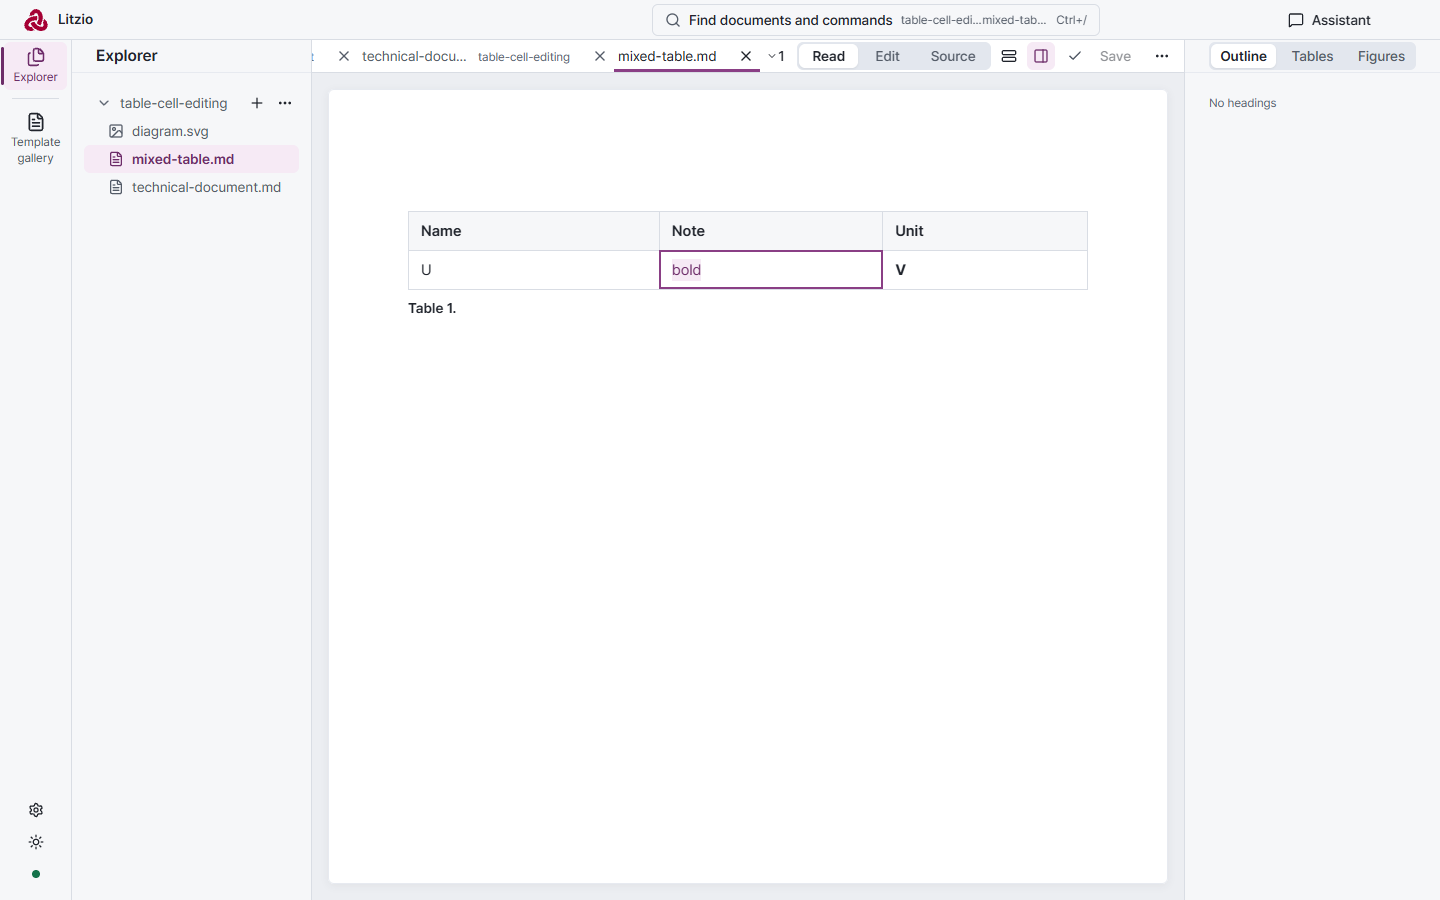 Litzio
Find documents and commands table-cell-edi...mixed-tab... Ctrl+/
Assistant
Explorer
Template
gallery
Explorer
table-cell-editing
diagram.svg
mixed-table.md
technical-document.md
technical-docu... table-cell-editing
mixed-table.md
1
Read Edit Source
Save
Outline Tables Figures
No headings
Name Note Unit
U bold V
Table 1.